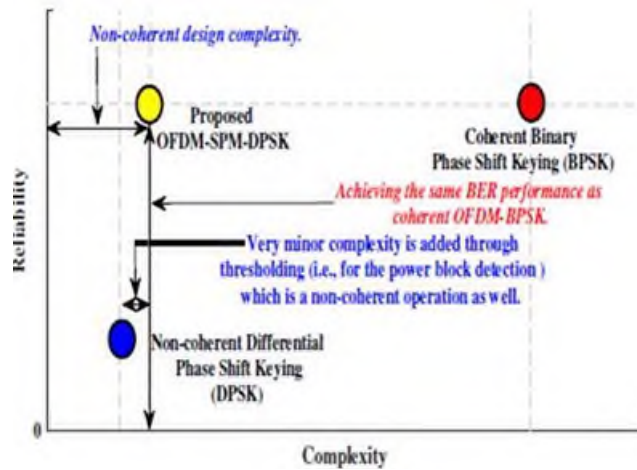 Non-coherent design complexity.
Proposed
OFDM-SPM-DPSK
Coherent Binary
Phase Shift Keying (BPSK)
Achieving the same BER performance as
coherent OFDM-BPSK.
Very minor complexity is added through
thresholding (i.e., for the power block detection )
which is a non-coherent operation as well.
Non-coherent Differential
Phase Shift Keying
(DPSK)
Reliability
0
Complexity